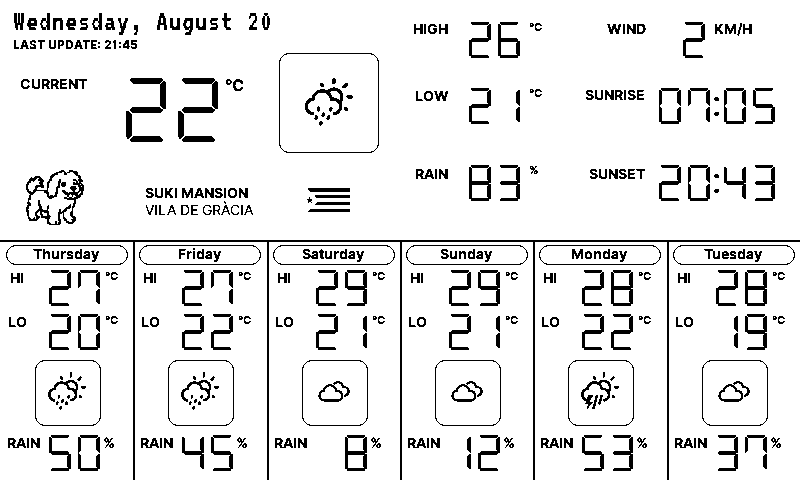 Wednesday, August 20
LAST UPDATE: 21:45
CURRENT 22 °C
SUKI MANSION
VILA DE GRÀCIA
HIGH 26 °C
LOW 21 °C
RAIN 83 %
WIND 2 KM/H
SUNRISE 07:05
SUNSET 20:43
Thursday
HI 27 °C
LO 20 °C
RAIN 50 %
Friday
HI 27 °C
LO 22 °C
RAIN 45 %
Saturday
HI 29 °C
LO 21 °C
RAIN 8 %
Sunday
HI 29 °C
LO 21 °C
RAIN 12 %
Monday
HI 28 °C
LO 22 °C
RAIN 53 %
Tuesday
HI 28 °C
LO 19 °C
RAIN 37 %